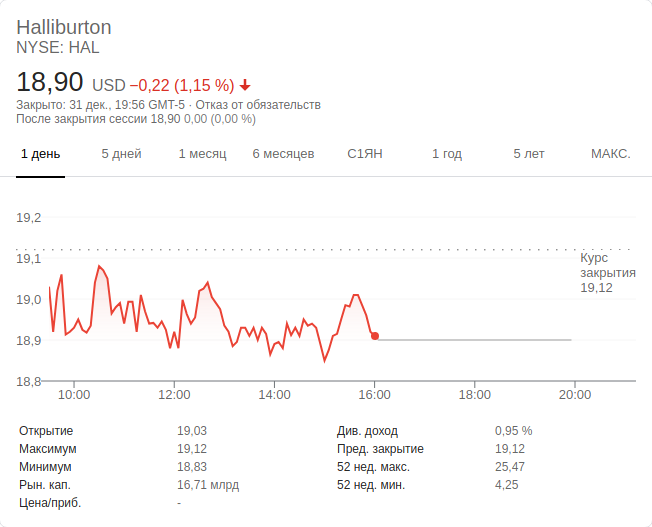 Halliburton
NYSE: HAL
18,90 USD −0,22 (1,15 %)
Закрыто: 31 дек., 19:56 GMT-5 · Отказ от обязательств
После закрытия сессии 18,90 0,00 (0,00 %)
1 день 5 дней 1 месяц 6 месяцев С1ЯН 1 год 5 лет МАКС.
19,2
19,1
19,0
18,9
18,8
Курс
закрытия
19,12
10:00 12:00 14:00 16:00 18:00 20:00
Открытие 19,03 Див. доход 0,95 %
Максимум 19,12 Пред. закрытие 19,12
Минимум 18,83 52 нед. макс. 25,47
Рын. кап. 16,71 млрд 52 нед. мин. 4,25
Цена/приб. -